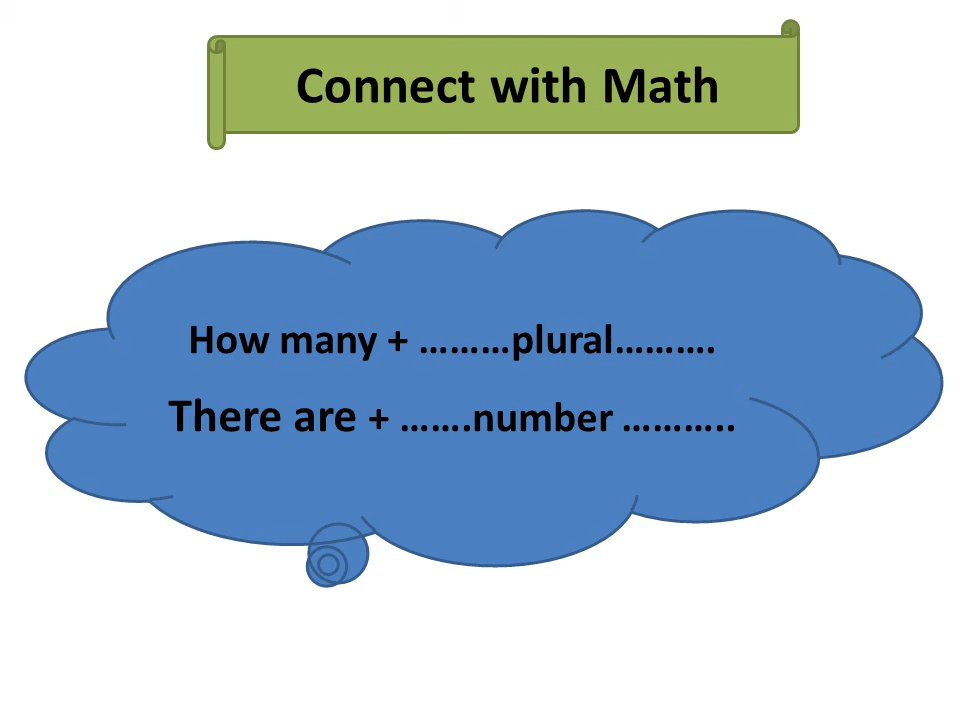 Connect with Math
How many + ………plural……….
There are + …….number ………..